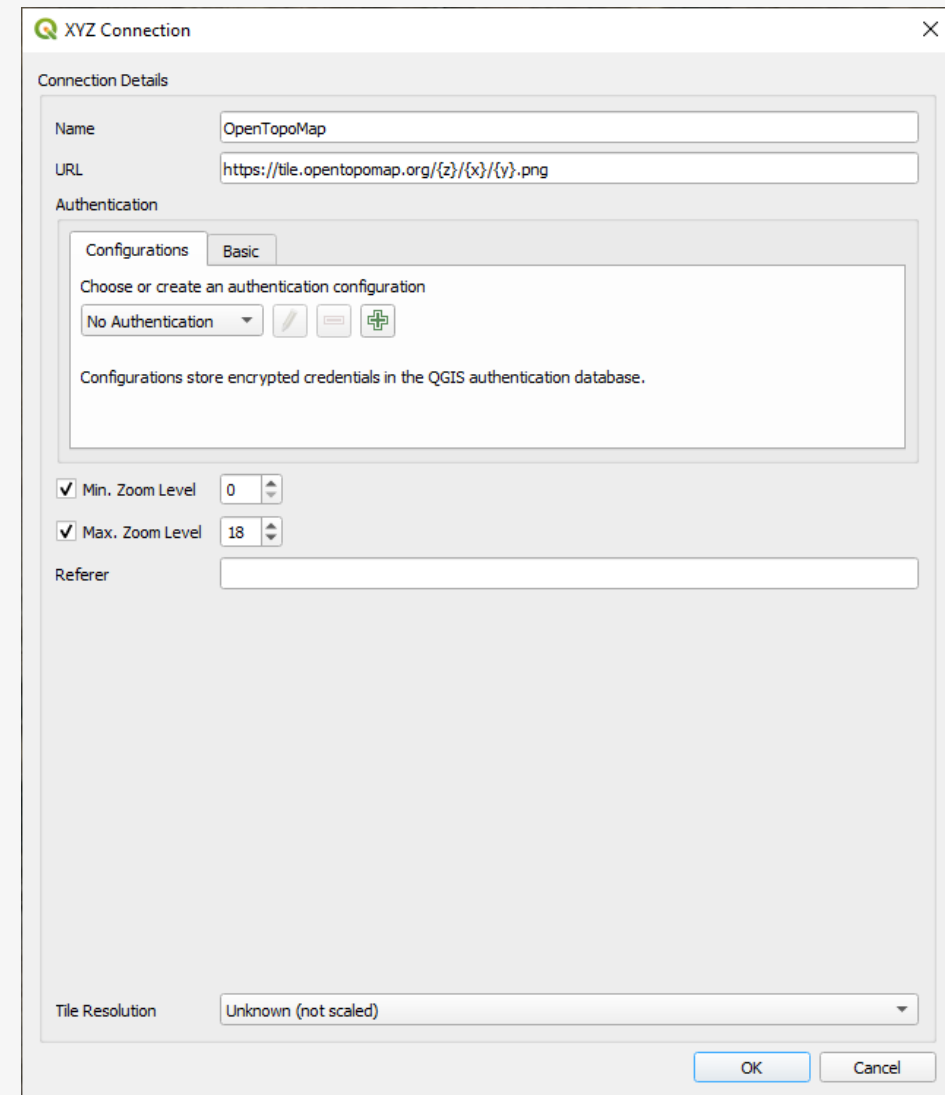 XYZ Connection
Connection Details
Name OpenTopoMap
URL https://tile.opentopomap.org/{z}/{x}/{y}.png
Authentication
Configurations Basic
Choose or create an authentication configuration
No Authentication
Configurations store encrypted credentials in the QGIS authentication database.
Min. Zoom Level 0
Max. Zoom Level 18
Referer
Tile Resolution Unknown (not scaled)
OK Cancel